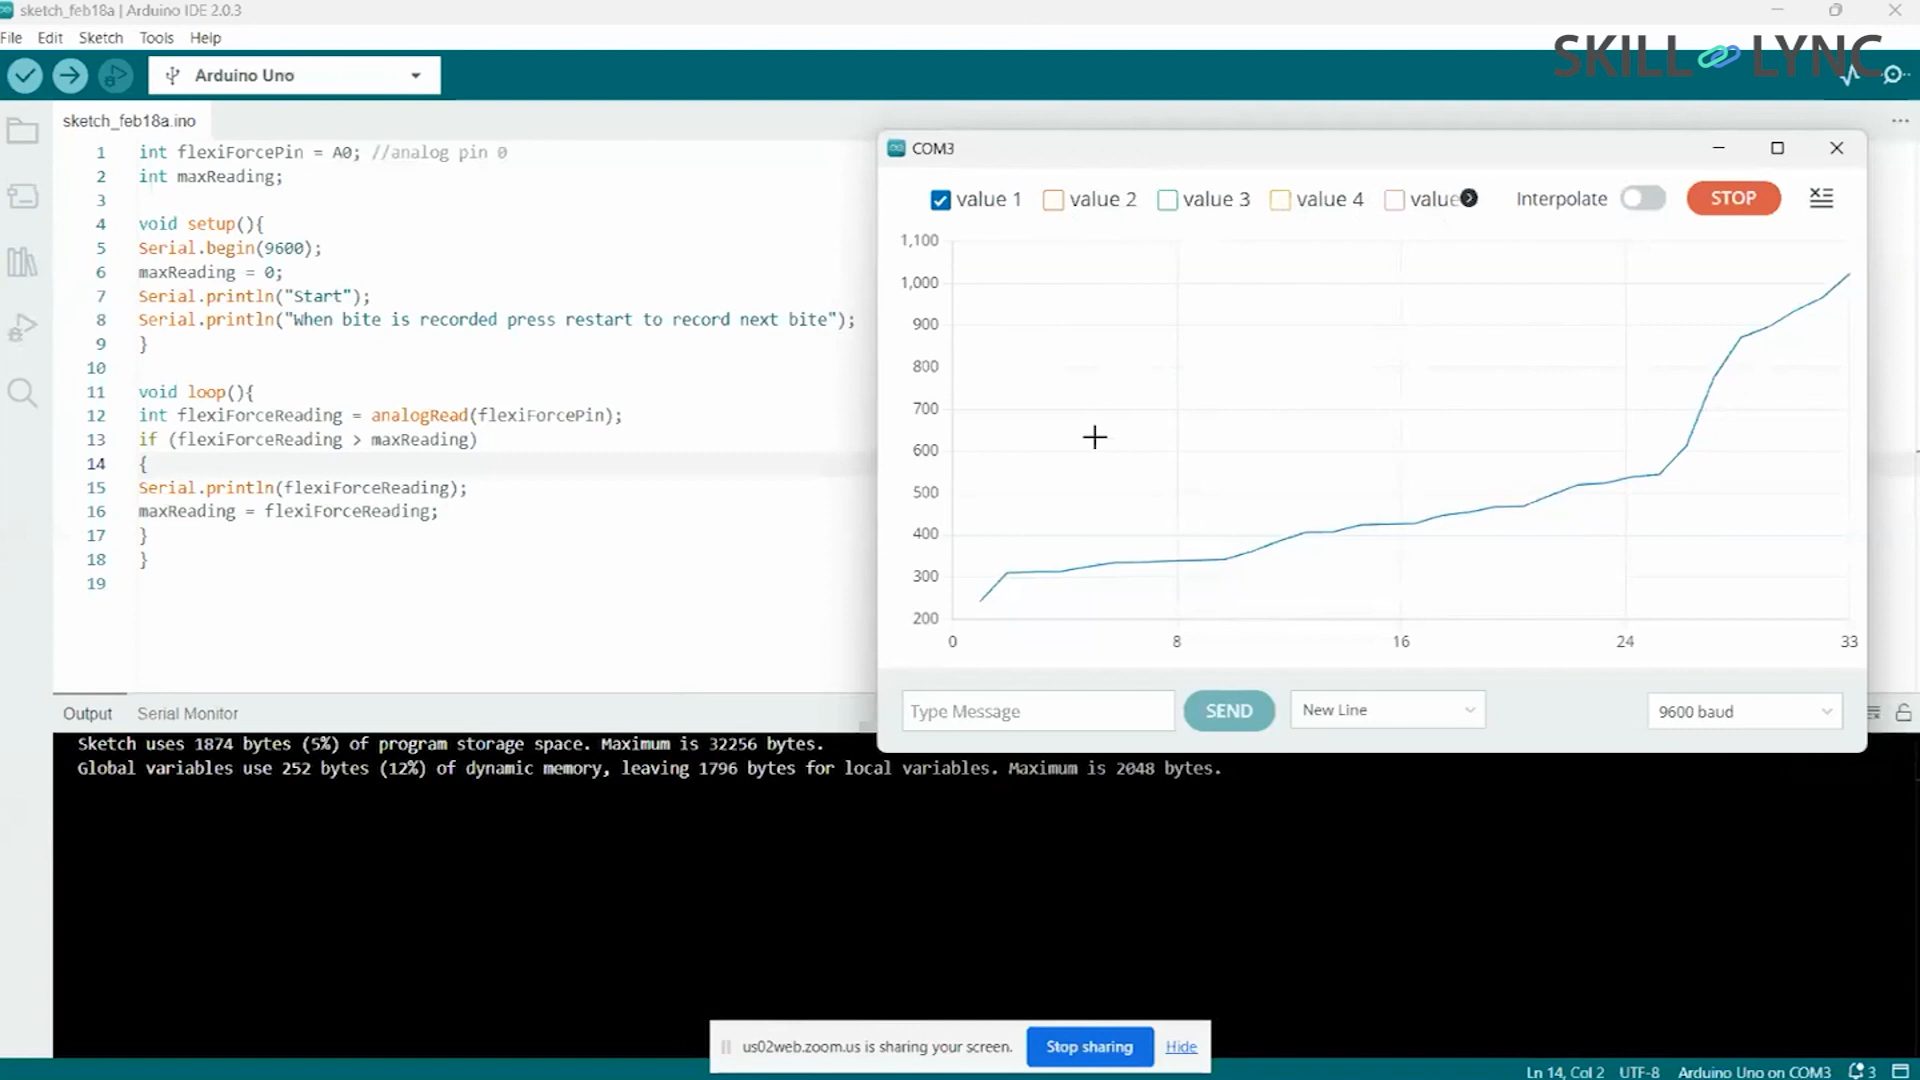 sketch_feb18a | Arduino IDE 2.0.3
File Edit Sketch Tools Help
SKILL LYNC
Arduino Uno
sketch_feb18a.ino
1 int flexiForcePin = A0; //analog pin 0
2 int maxReading;
3
4 void setup(){
5 Serial.begin(9600);
6 maxReading = 0;
7 Serial.println("Start");
8 Serial.println("When bite is recorded press restart to record next bite");
9 }
10
11 void loop(){
12 int flexiForceReading = analogRead(flexiForcePin);
13 if (flexiForceReading > maxReading)
14 {
15 Serial.println(flexiForceReading);
16 maxReading = flexiForceReading;
17 }
18 }
19
COM3
value 1 value 2 value 3 value 4 value Interpolate STOP
1,100
1,000
900
800
700
600
500
400
300
200
0 8 16 24 33
Type Message SEND New Line 9600 baud
Output Serial Monitor
Sketch uses 1874 bytes (5%) of program storage space. Maximum is 32256 bytes.
Global variables use 252 bytes (12%) of dynamic memory, leaving 1796 bytes for local variables. Maximum is 2048 bytes.
us02web.zoom.us is sharing your screen. Stop sharing Hide
Ln 14, Col 2 UTF-8 Arduino Uno on COM3 3